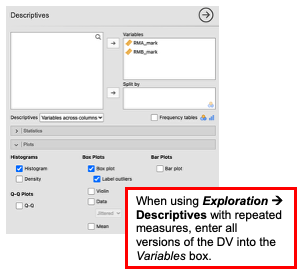 Descriptives
Variables
RMA_mark
RMB_mark
Split by
Descriptives Variables across columns
Frequency tables
Statistics
Plots
Histograms Box Plots Bar Plots
Histogram Box plot Bar plot
Density Label outliers
Q-Q Plots Violin
Q-Q Data
Jittered
Mean
When using Exploration →
Descriptives with repeated
measures, enter all
versions of the DV into the
Variables box.